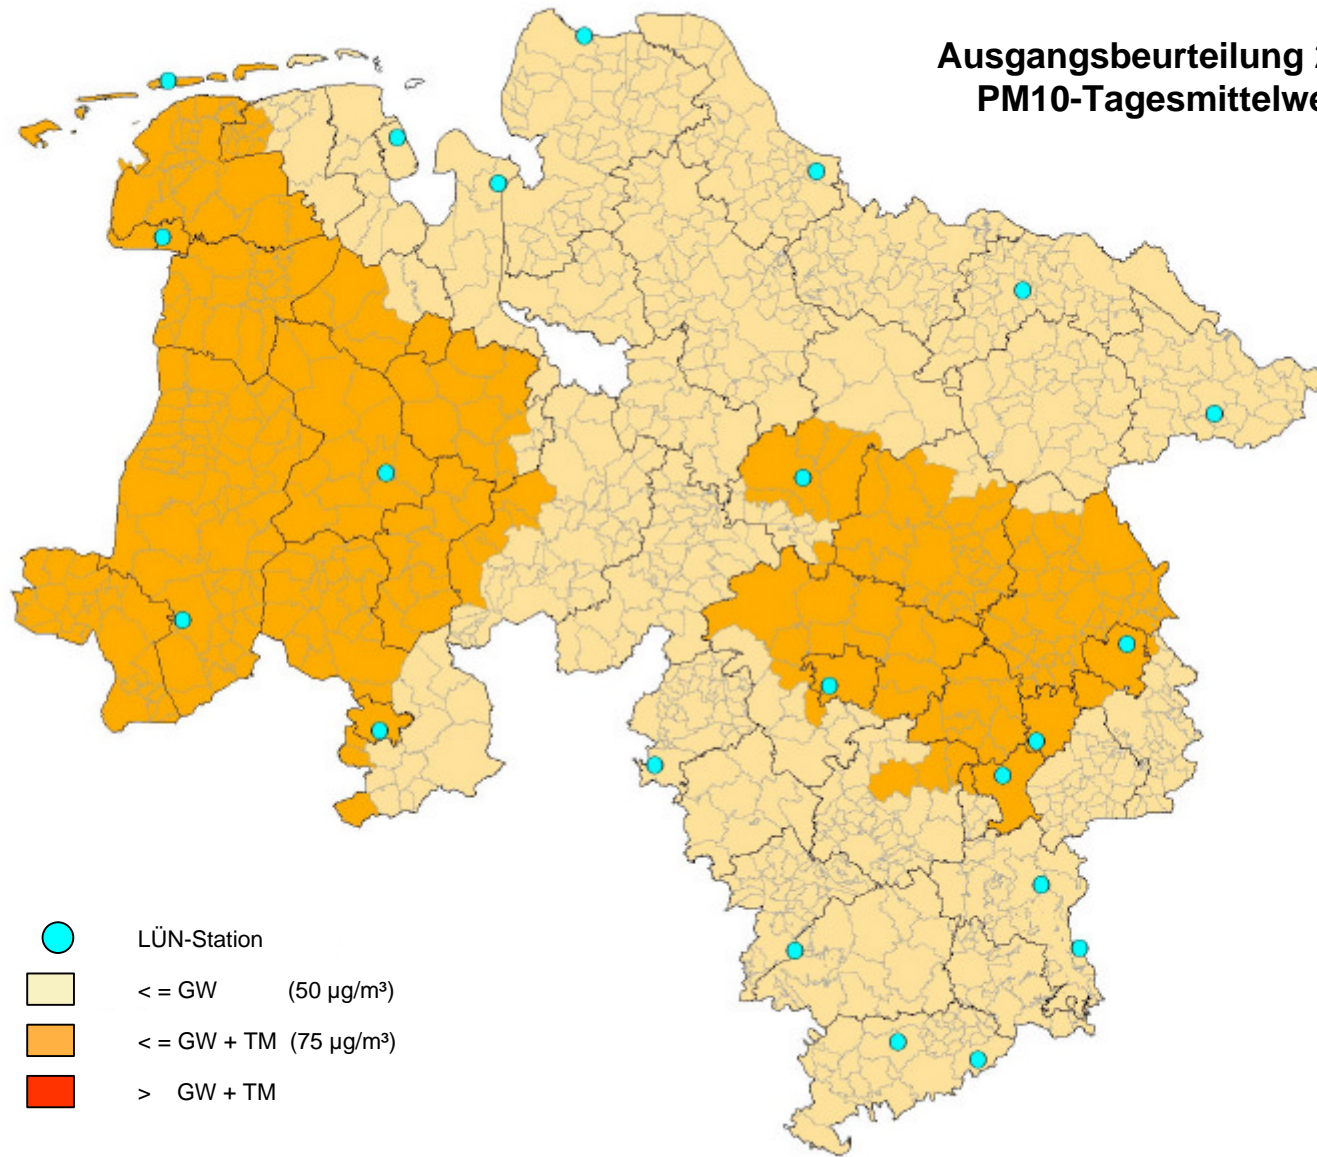 Ausgangsbeurteilung
PM10-Tagesmittelwe
LÜN-Station
< = GW (50 µg/m³)
< = GW + TM (75 µg/m³)
> GW + TM